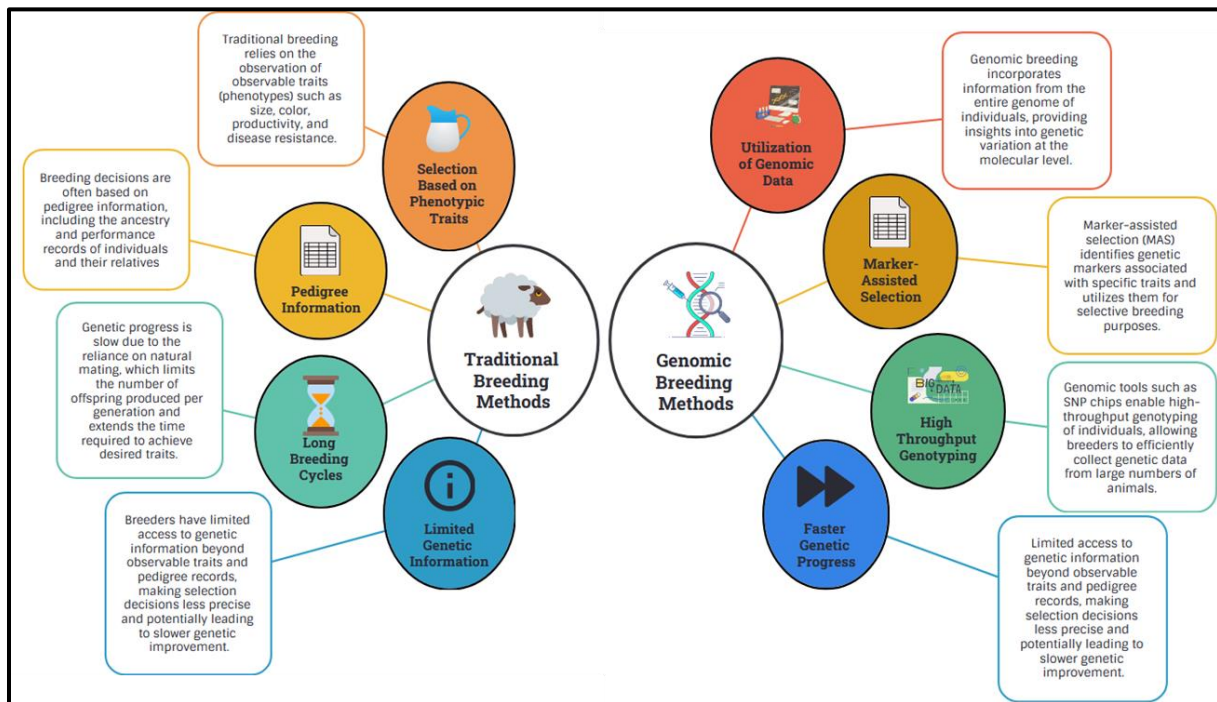 Traditional breeding
relies on the
observation of
observable traits
(phenotypes) such as
size, color,
productivity, and
disease resistance.
Selection
Based on
Phenotypic
Traits
Breeding decisions are
often based on
pedigree information,
including the ancestry
and performance
records of individuals
and their relatives
Pedigree
Information
Traditional
Breeding
Methods
Genetic progress is
slow due to the
reliance on natural
mating, which limits
the number of
offspring produced per
generation and
extends the time
required to achieve
desired traits.
Long
Breeding
Cycles
Breeders have limited
access to genetic
information beyond
observable traits and
pedigree records,
making selection
decisions less precise
and potentially leading
to slower genetic
improvement.
Limited
Genetic
Information
Utilization
of Genomic
Data
Genomic
breeding
incorporates
information from the
entire genome of
individuals, providing
insights into genetic
variation at the
molecular level.
Marker-
Assisted
Selection
Marker-assisted
selection (MAS)
identifies genetic
markers associated
with specific traits and
utilizes them for
selective breeding
purposes.
Genomic
Breeding
Methods
BIG
DATA
High
Throughput
Genotyping
Genomic tools such as
SNP chips enable high-
throughput genotyping
of individuals, allowing
breeders to efficiently
collect genetic data
from large numbers of
animals.
Faster
Genetic
Progress
Limited access to
genetic information
beyond observable
traits and pedigree
records, making
selection decisions
less precise and
potentially leading to
slower genetic
improvement.